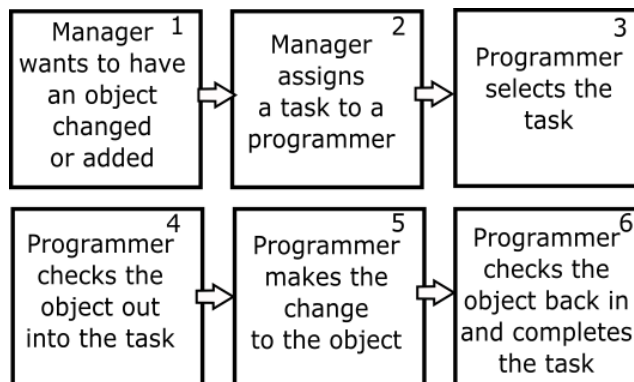 1
Manager
wants to have
an object
changed
or added
2
Manager
assigns
a task to a
programmer
3
Programmer
selects the
task
4
Programmer
checks the
object out
into the task
5
Programmer
makes the
change
to the object
6
Programmer
checks the
object back in
and completes
the task